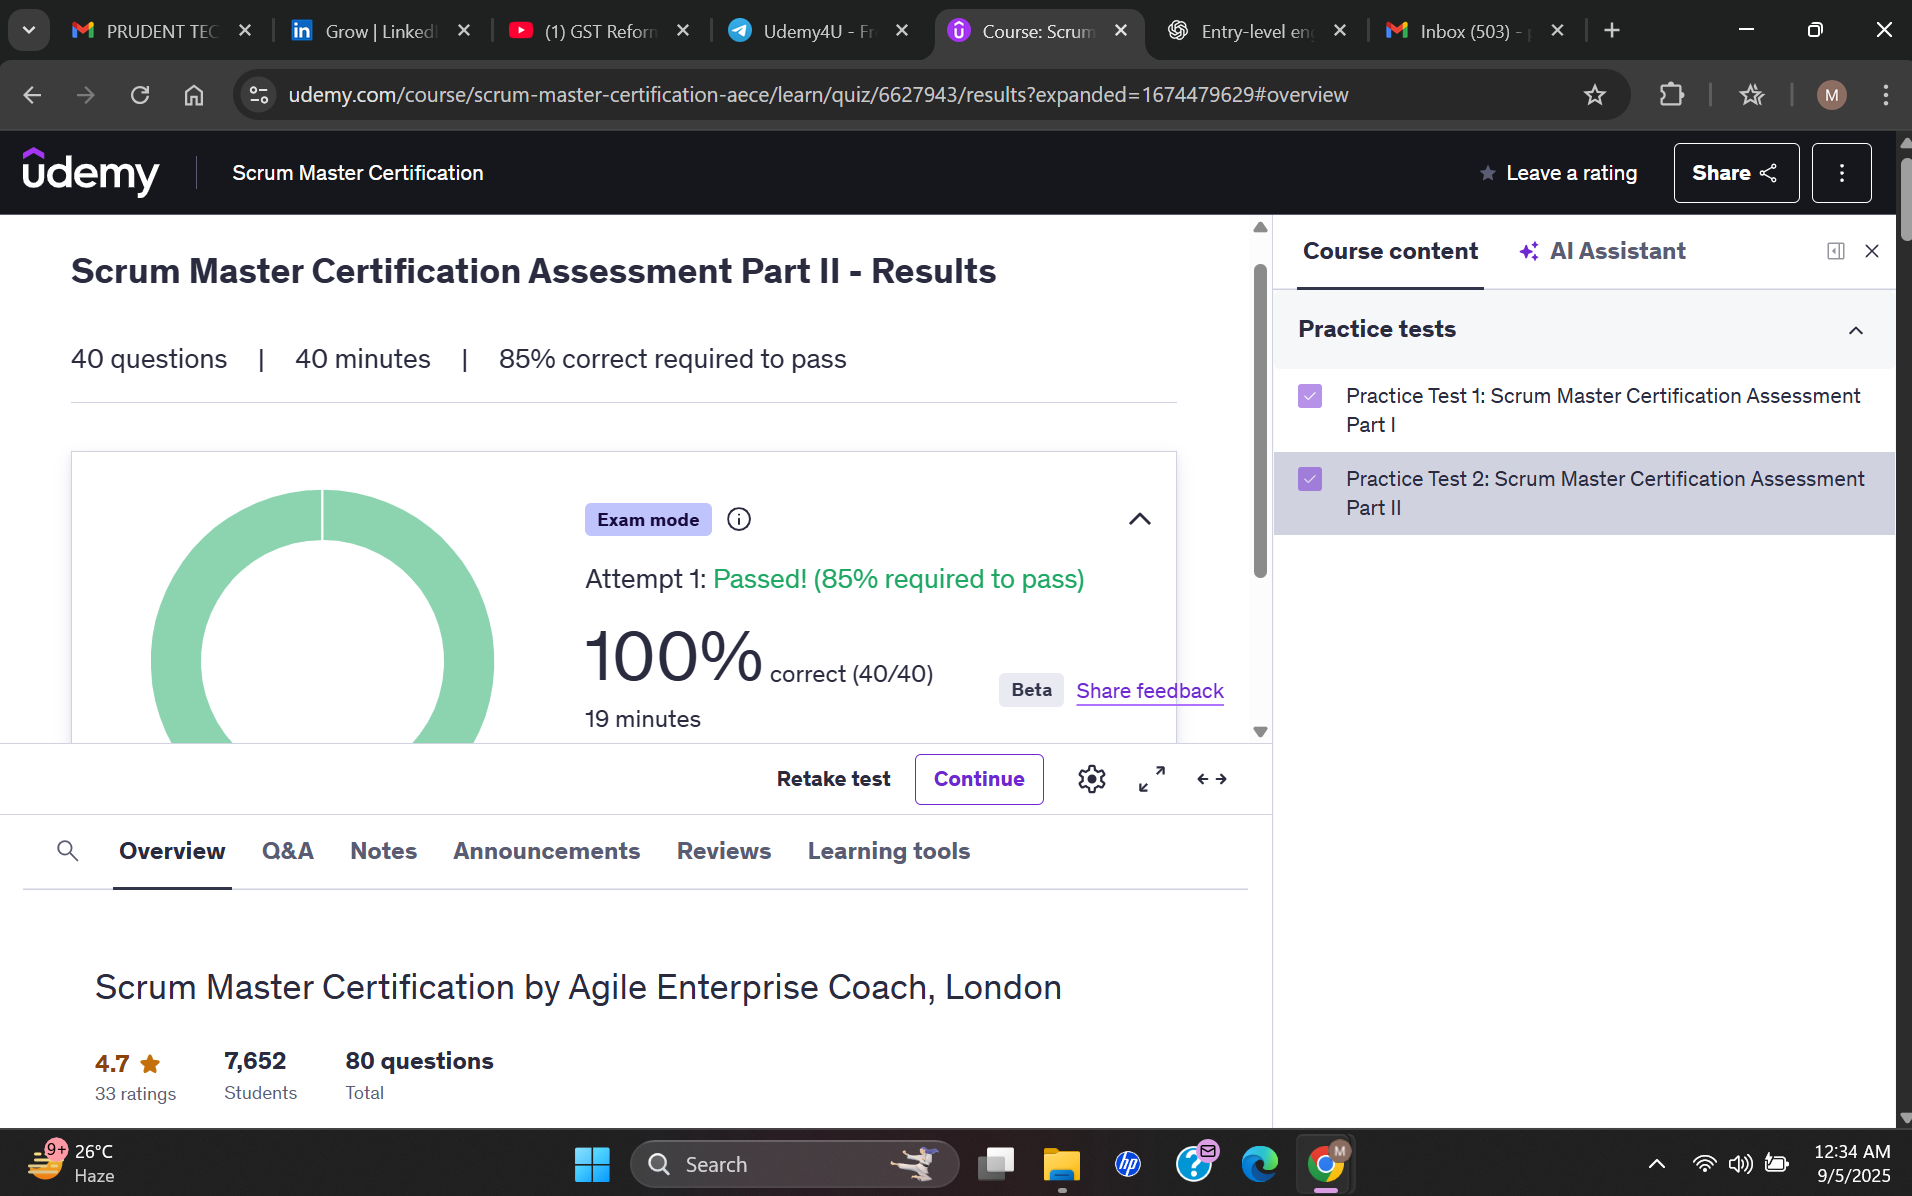 PRUDENT TEC
Grow | LinkedI
(1) GST Reforn
Udemy4U - Fr
Course: Scrum
Entry-level en
Inbox (503) - p
udemy.com/course/scrum-master-certification-aece/learn/quiz/6627943/results?expanded=1674479629#overview
M
udemy
Scrum Master Certification
Leave a rating
Share
Scrum Master Certification Assessment Part II - Results
40 questions | 40 minutes | 85% correct required to pass
Exam mode
Attempt 1: Passed! (85% required to pass)
100% correct (40/40)
19 minutes
Beta
Share feedback
Retake test
Continue
Course content
AI Assistant
Practice tests
Practice Test 1: Scrum Master Certification Assessment
Part I
Practice Test 2: Scrum Master Certification Assessment
Part II
Overview
Q&A
Notes
Announcements
Reviews
Learning tools
Scrum Master Certification by Agile Enterprise Coach, London
4.7
33 ratings
7,652
Students
80 questions
Total
9+
26°C
Haze
Search
hp
M
12:34 AM
9/5/2025